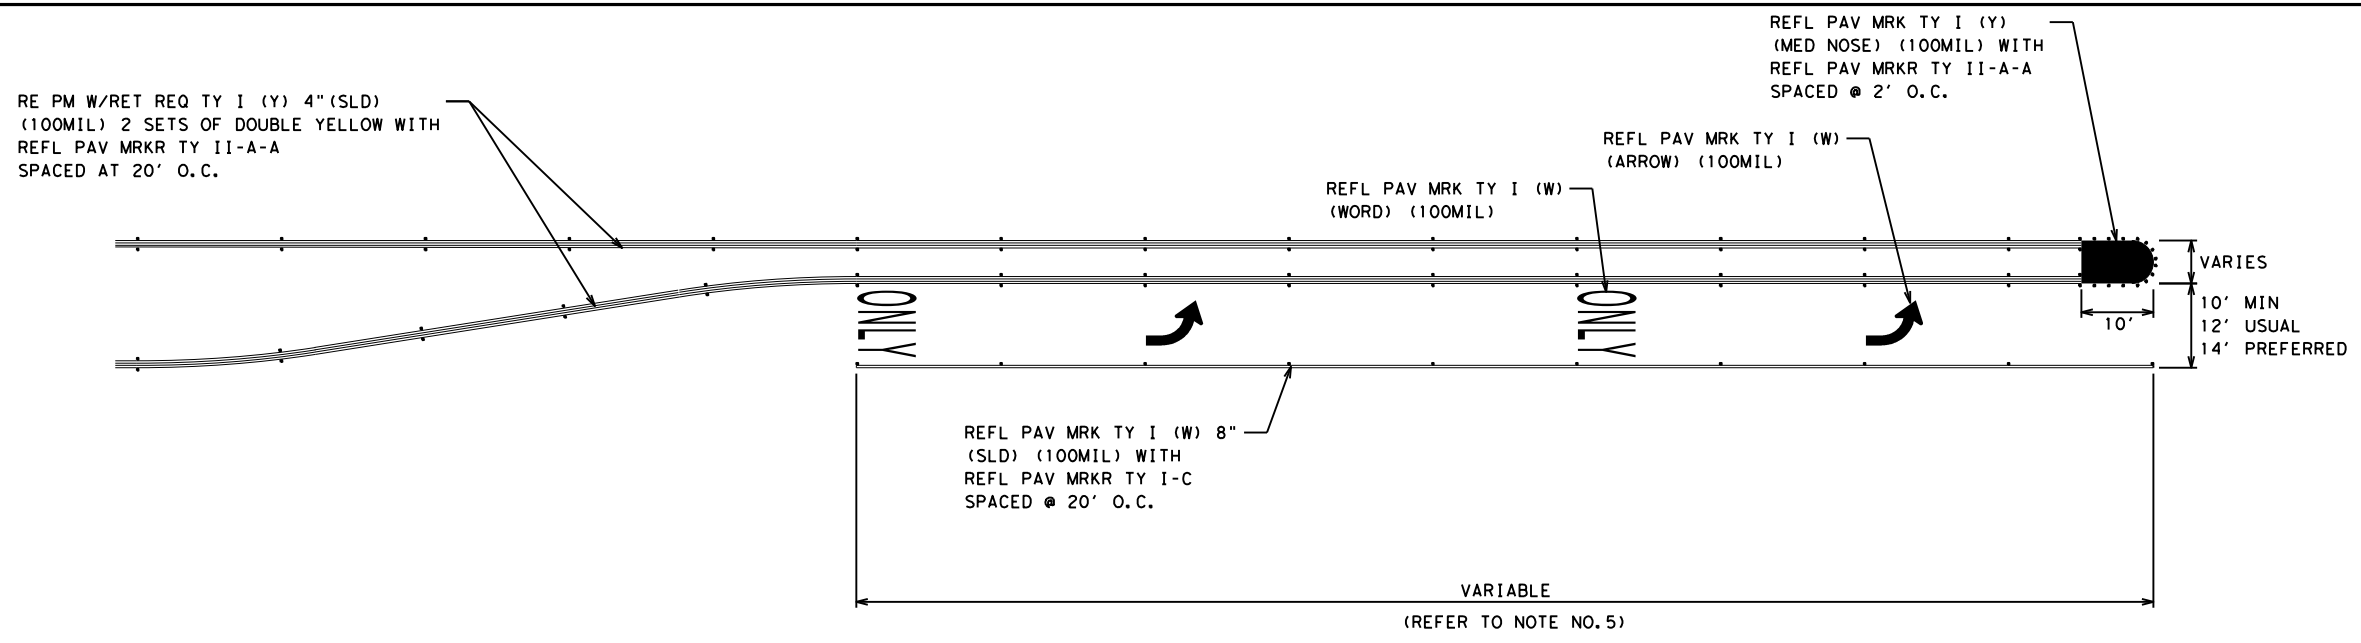 REFL PAV MRK TY I (Y)
(MED NOSE) (100MIL) WITH
REFL PAV MRKR TY II-A-A
SPACED @ 2' O.C.
RE PM W/RET REQ TY I (Y) 4"(SLD)
(100MIL) 2 SETS OF DOUBLE YELLOW WITH
REFL PAV MRKR TY II-A-A
SPACED AT 20' O.C.
REFL PAV MRK TY I (W)
(ARROW) (100MIL)
REFL PAV MRK TY I (W)
(WORD) (100MIL)
VARIES
10' MIN
12' USUAL
14' PREFERRED
10'
ONLY
ONLY
REFL PAV MRK TY I (W) 8"
(SLD) (100MIL) WITH
REFL PAV MRKR TY I-C
SPACED @ 20' O.C.
VARIABLE
(REFER TO NOTE NO.5)